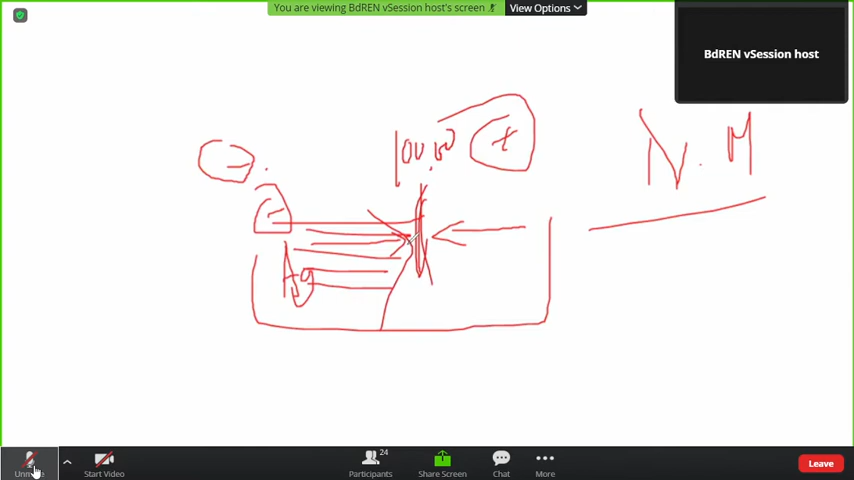 You are viewing BdREN vSession host's screen
View Options
BdREN vSession host
N.M
Ag
Start Video
24
Participants
Share Screen
Chat
More
Leave